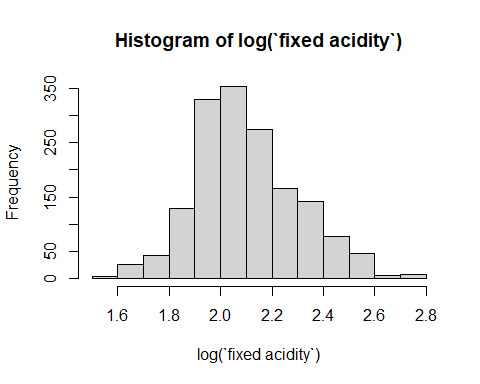 Histogram of log(`fixed acidity`)
Frequency
350
250
150
50
0
1.6 1.8 2.0 2.2 2.4 2.6 2.8
log(`fixed acidity`)